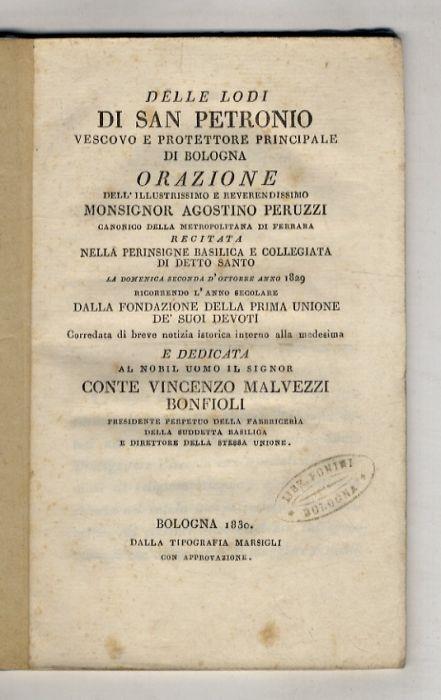 DELLE LODI
DI SAN PETRONIO
VESCOVO E PROTETTORE PRINCIPALE
DI BOLOGNA
ORAZIONE
DELL' ILLUSTRISSIMO E REVERENDISSIMO
MONSIGNOR AGOSTINO PERUZZI
CANONICO DELLA METROPOLITANA DI FERRARA
RECITATA
NELLA PERINSIGNE BASILICA E COLLEGIATA
DI DETTO SANTO
LA DOMENICA SECONDA D' OTTOBRE ANNO 1829
RICORRENDO L' ANNO SECOLARE
DALLA FONDAZIONE DELLA PRIMA UNIONE
DE' SUOI DEVOTI
Corredata di breve notizia istorica intorno alla medesima
E DEDICATA
AL NOBIL UOMO IL SIGNOR
CONTE VINCENZO MALVEZZI
BONFIOLI
PRESIDENTE PERPETUO DELLA FABBRICERÌA
DELLA SUDDETTA BASILICA
E DIRETTORE DELLA STESSA UNIONE.
LIBR. PONINI
BOLOGNA
BOLOGNA 1830.
DALLA TIPOGRAFIA MARSIGLI
CON APPROVAZIONE.